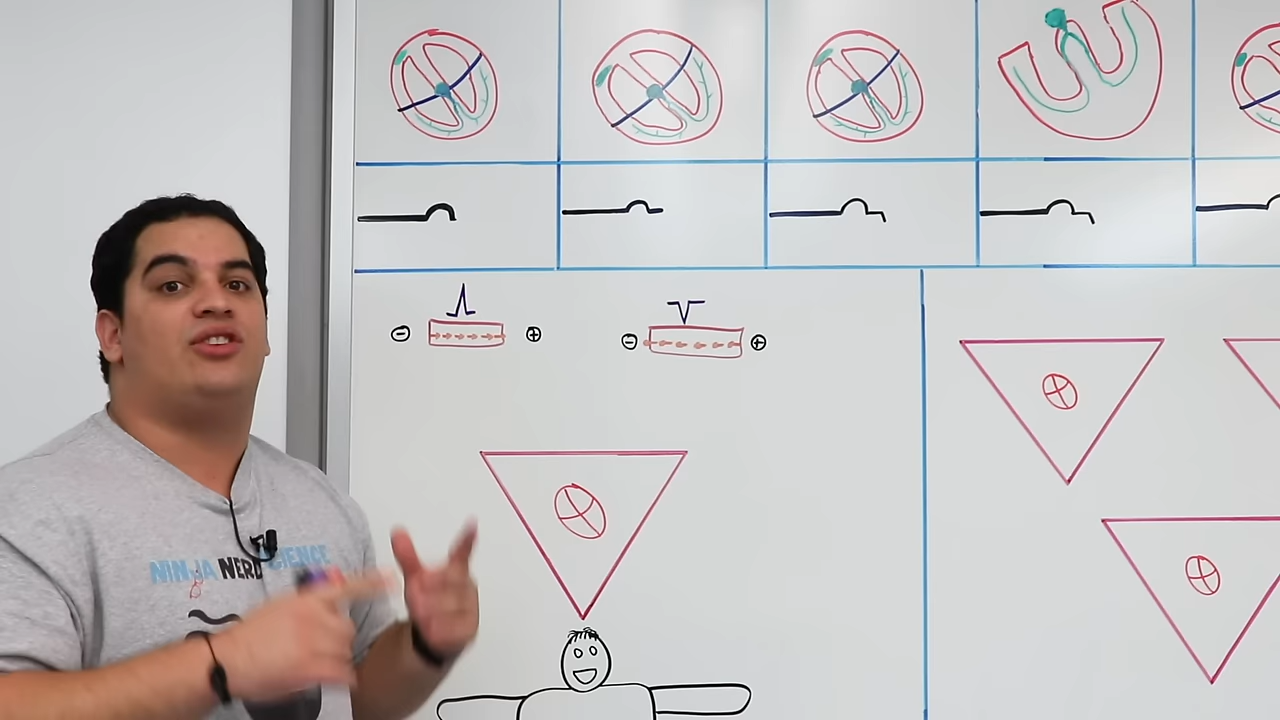 ⊖ ⊕ ⊖ ⊕
NINJA NERD SCIENCE